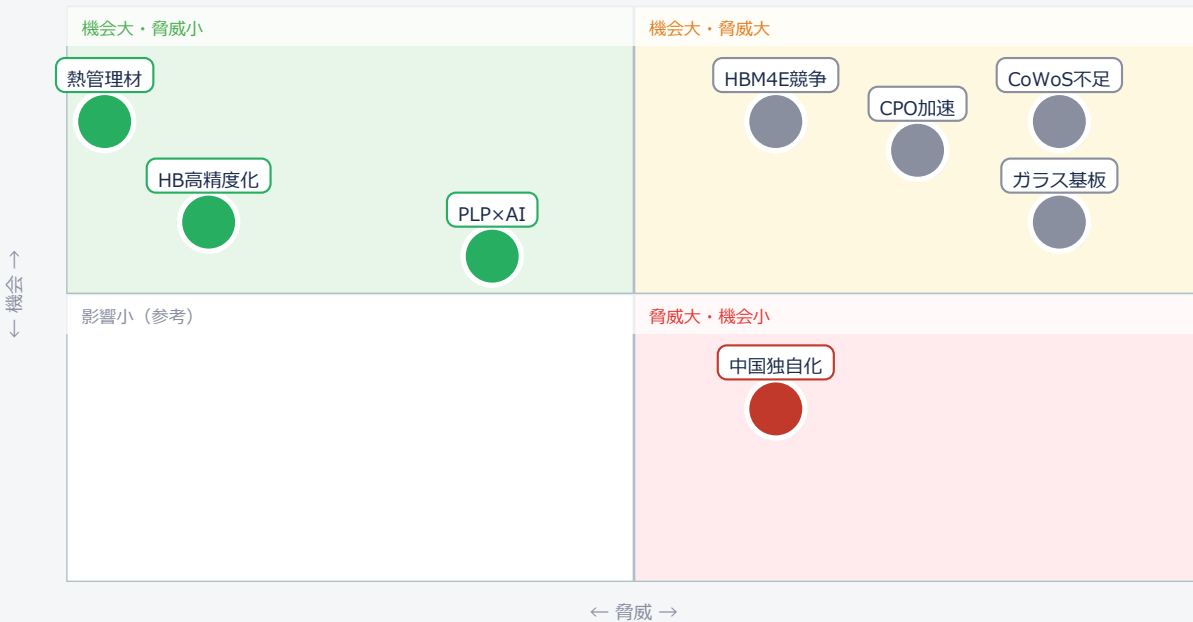 機会大・脅威小
機会大・脅威大
熱管理材
HBM4E競争
CPO加速
CoWoS不足
HB高精度化
ガラス基板
PLP×AI
← 機会 →
影響小（参考）
脅威大・機会小
中国独自化
← 脅威 →